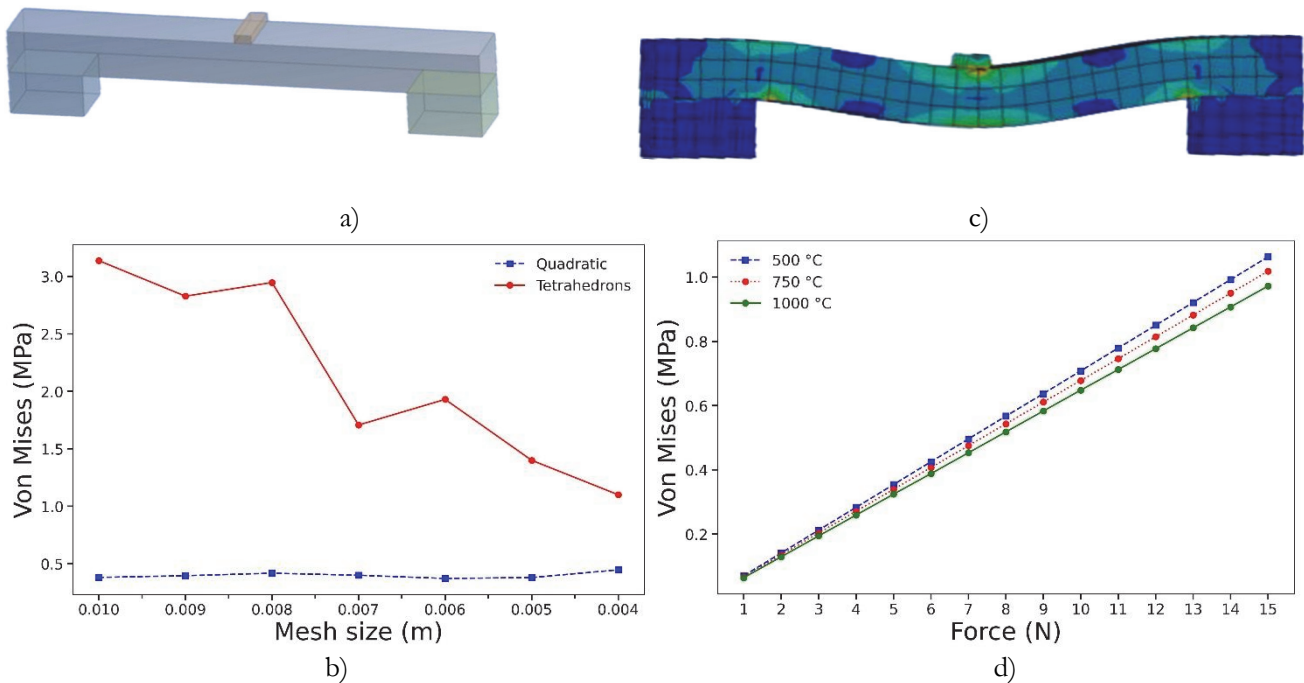 a)
c)
Von Mises (MPa)
3.0
2.5
2.0
1.5
1.0
0.5
Quadratic
Tetrahedrons
0.010 0.009 0.008 0.007 0.006 0.005 0.004
Mesh size (m)
b)
Von Mises (MPa)
1.0
0.8
0.6
0.4
0.2
500 °C
750 °C
1000 °C
1 2 3 4 5 6 7 8 9 10 11 12 13 14 15
Force (N)
d)